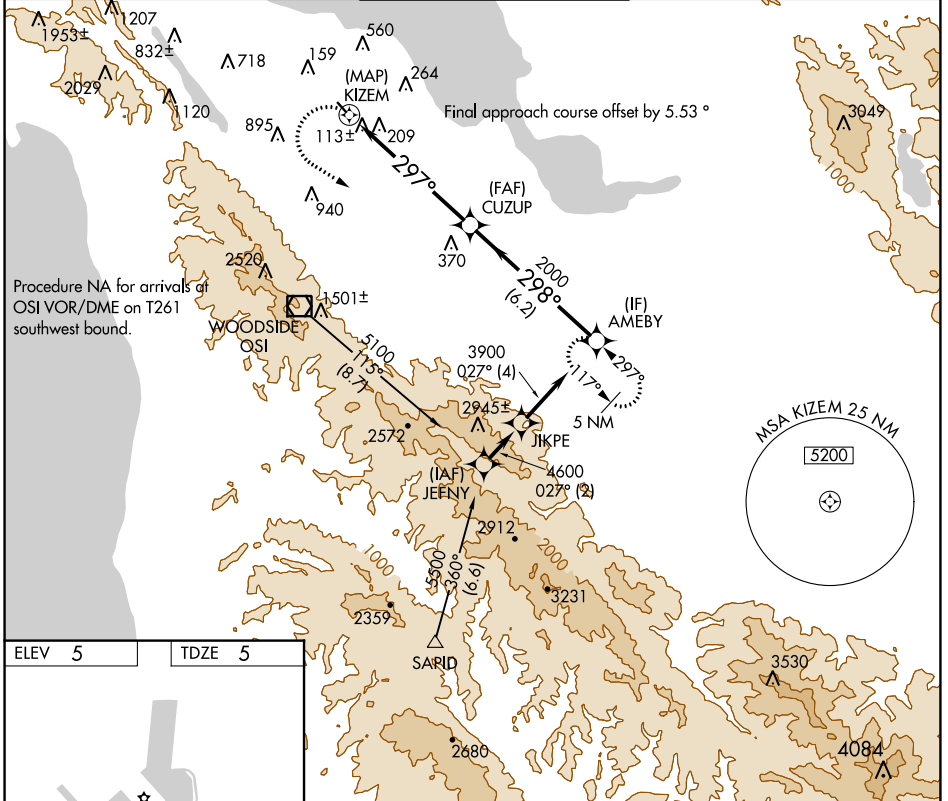 1207
1953±
832±
560
718
159
2029
(MAP)
KIZEM
264
1120
Final approach course offset by 5.53 °
3049
895
113±
209
297°
1000
(FAF)
CUZUP
940
370
2520
2000
298°
(6.2)
Procedure NA for arrivals at
OSI VOR/DME on T261
southwest bound.
1501±
WOODSIDE
OSI
(IF)
AMEBY
5100
115°
(8.7)
3900
027° (4)
297°
117°
5 NM
2945±
JIKPE
2572
MSA KIZEM 25 NM
5200
(IAF)
JEFNY
4600
027° (2)
2912
1000
2000
5500
360°
(6.6)
3231
2359
SAPID
ELEV 5
TDZE 5
3530
2680
4084